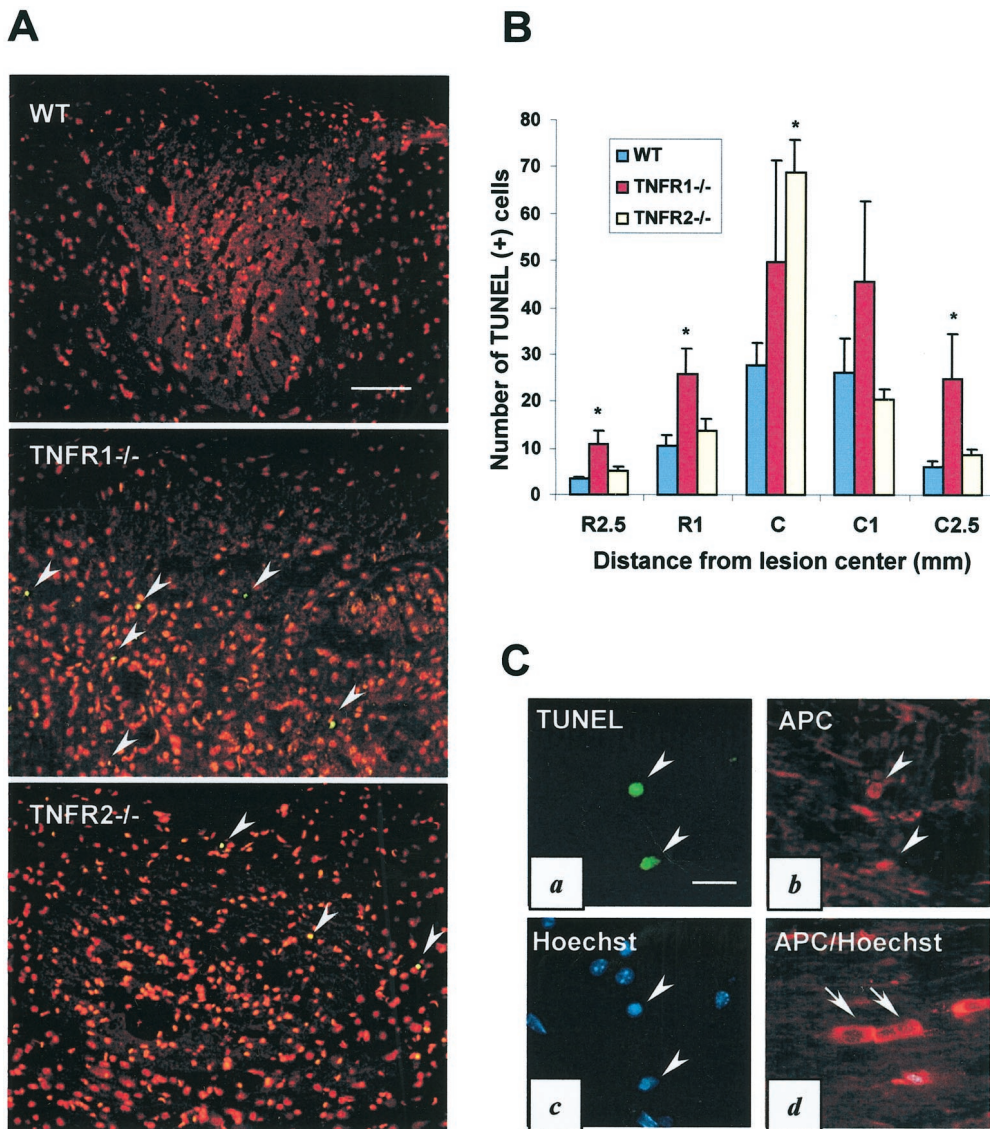 A
WT
TNFR1-/-
TNFR2-/-
B
Number of TUNEL (+) cells
80
70
60
50
40
30
20
10
0
WT
TNFR1-/-
TNFR2-/-
*
*
*
*
R2.5
R1
C
C1
C2.5
Distance from lesion center (mm)
C
TUNEL
a
APC
b
Hoechst
c
APC/Hoechst
d